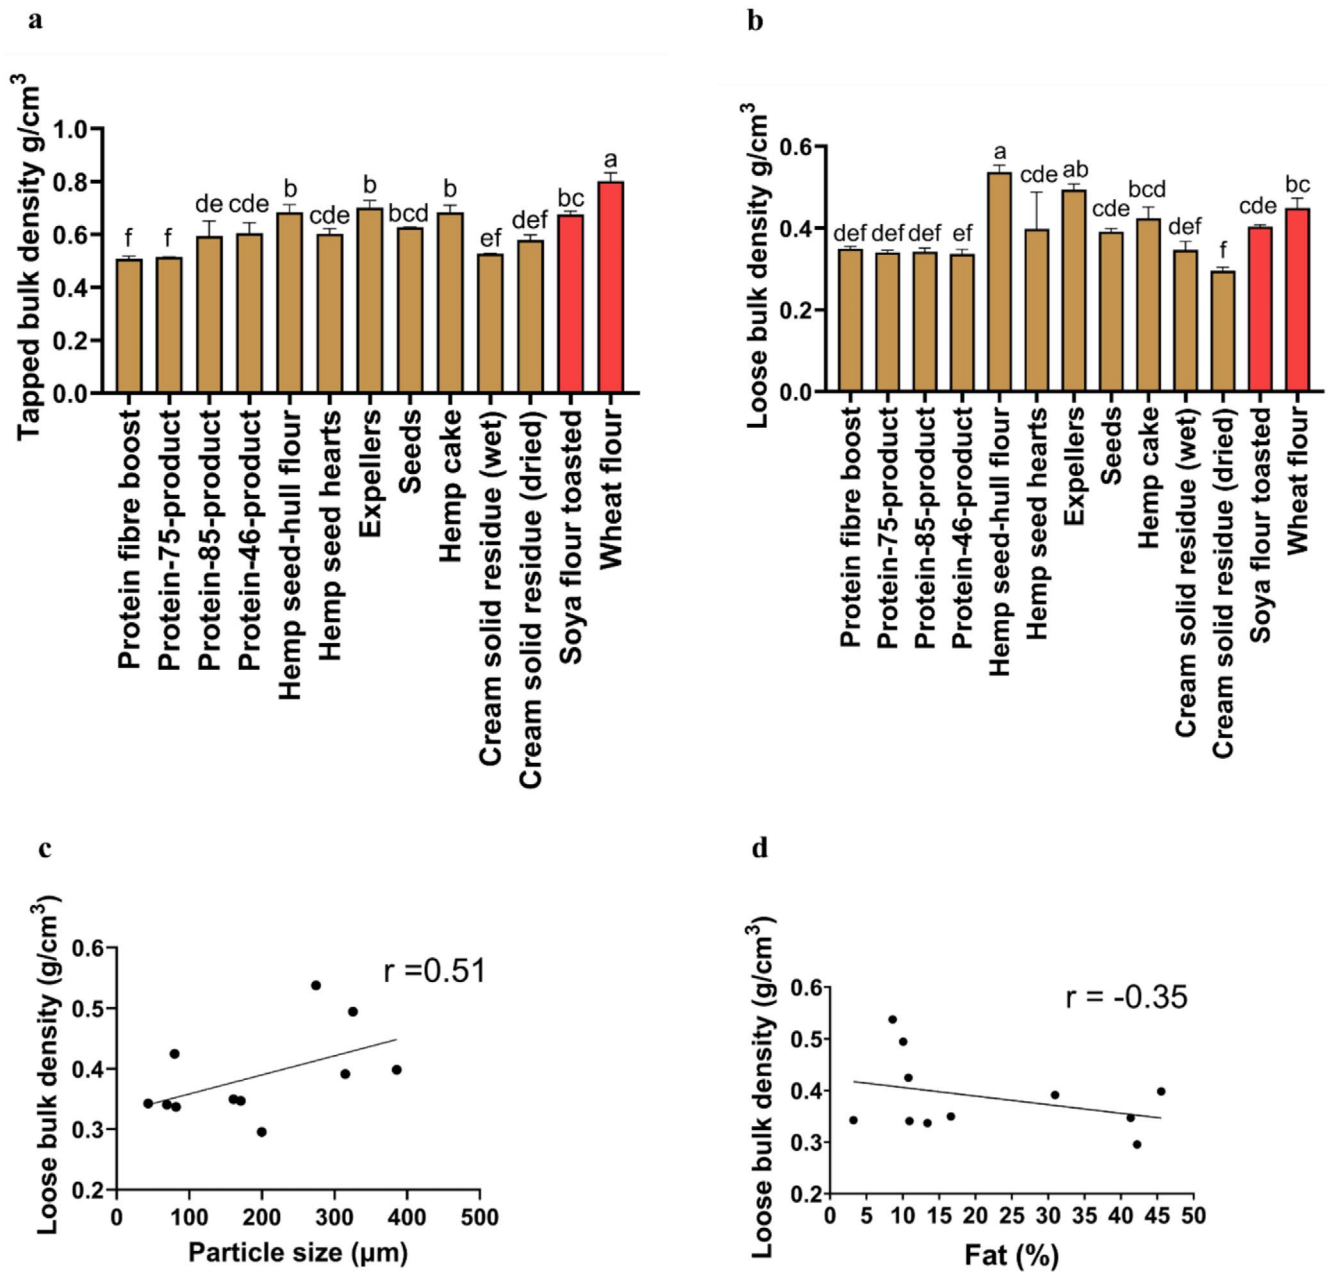 a
Tapped bulk density g/cm3
1.0
0.8
0.6
0.4
0.2
0.0
f
f
de
cde
b
cde
b
bcd
b
ef
def
bc
a
Protein fibre boost
Protein-75-product
Protein-85-product
Protein-46-product
Hemp seed-hull flour
Hemp seed hearts
Expellers
Seeds
Hemp cake
Cream solid residue (wet)
Cream solid residue (dried)
Soya flour toasted
Wheat flour
b
Loose bulk density g/cm3
0.6
0.4
0.2
0.0
def
def
def
ef
a
cde
ab
cde
bcd
def
f
cde
bc
Protein fibre boost
Protein-75-product
Protein-85-product
Protein-46-product
Hemp seed-hull flour
Hemp seed hearts
Expellers
Seeds
Hemp cake
Cream solid residue (wet)
Cream solid residue (dried)
Soya flour toasted
Wheat flour
c
Loose bulk density (g/cm3)
0.6
0.5
0.4
0.3
0.2
r =0.51
0 100 200 300 400 500
Particle size (µm)
d
Loose bulk density (g/cm3)
0.6
0.5
0.4
0.3
0.2
r = -0.35
0 5 10 15 20 25 30 35 40 45 50
Fat (%)